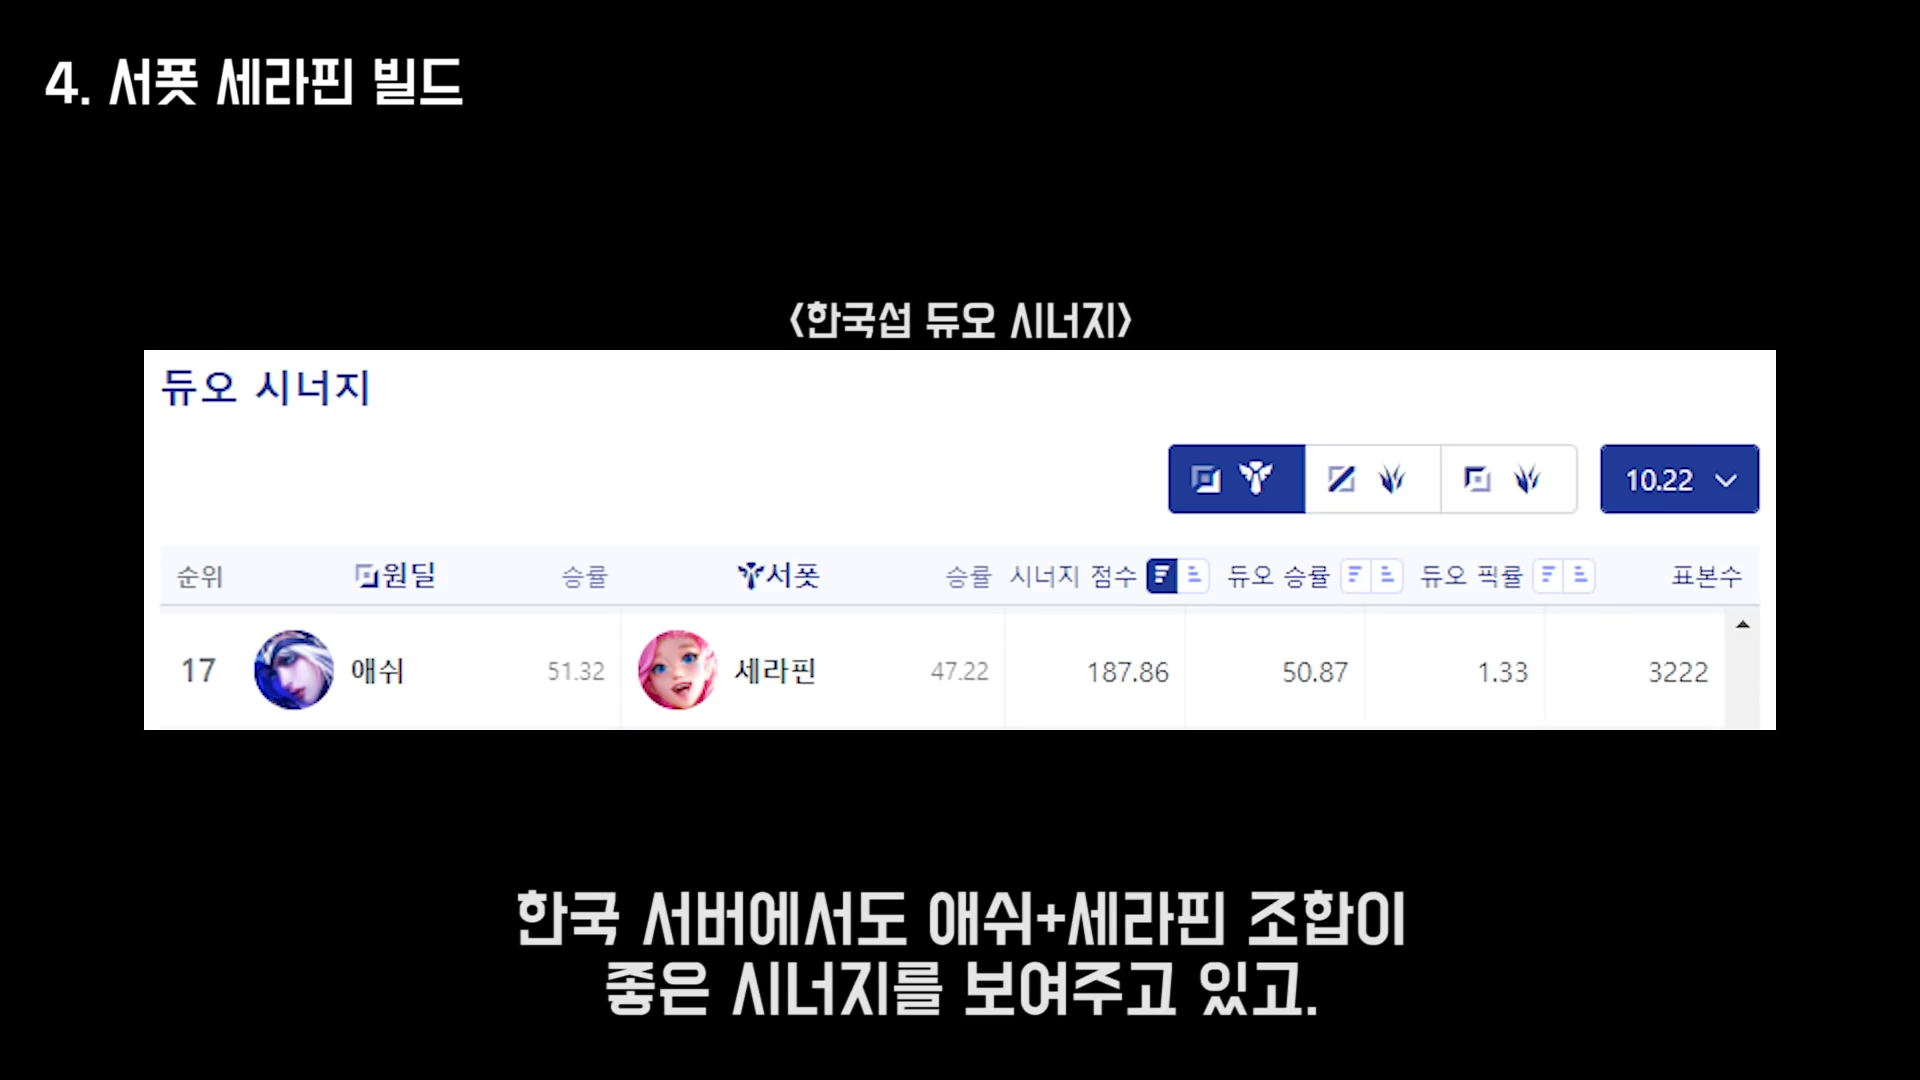 4. 서폿 세라핀 빌드
<한국섭 듀오 시너지>
듀오 시너지
10.22
순위 원딜 승률 서폿 승률 시너지 점수 듀오 승률 듀오 픽률 표본수
17 애쉬 51.32 세라핀 47.22 187.86 50.87 1.33 3222
한국 서버에서도 애쉬+세라핀 조합이
좋은 시너지를 보여주고 있고.